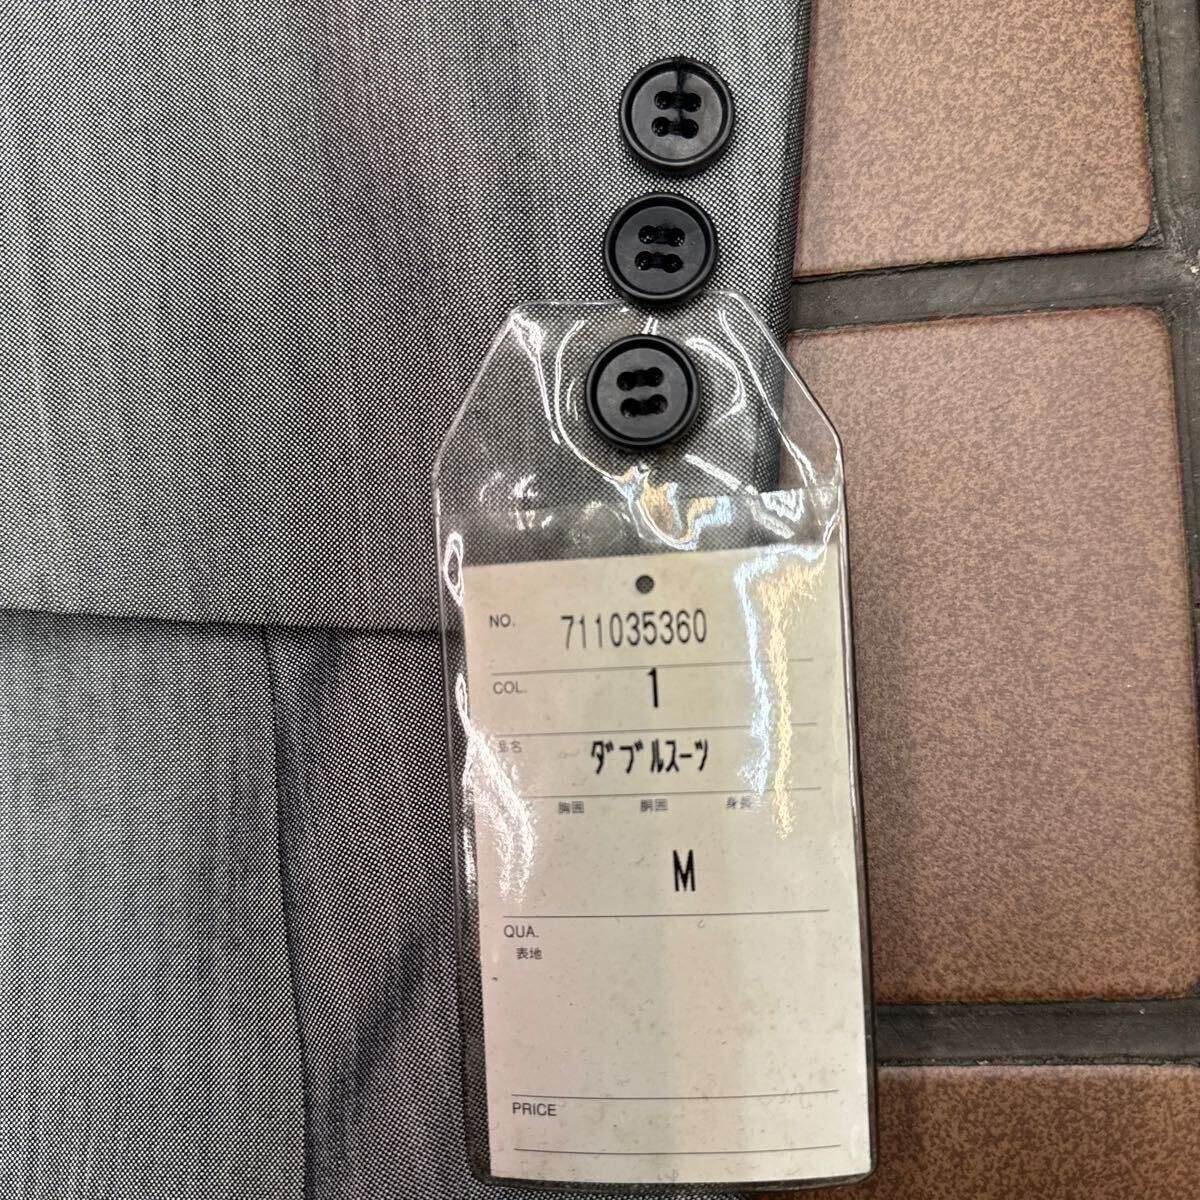 NO. 711035360
COL. 1
品名 ﾀﾞﾌﾞﾙｽｰﾂ
胸囲 胴囲 身長
M
QUA.
表地
PRICE